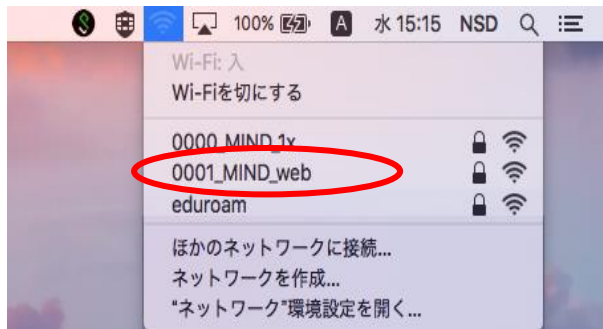 100% A 水 15:15 NSD
Wi-Fi: 入
Wi-Fiを切にする
0000_MIND_1x
0001_MIND_web
eduroam
ほかのネットワークに接続...
ネットワークを作成...
“ネットワーク”環境設定を開く...